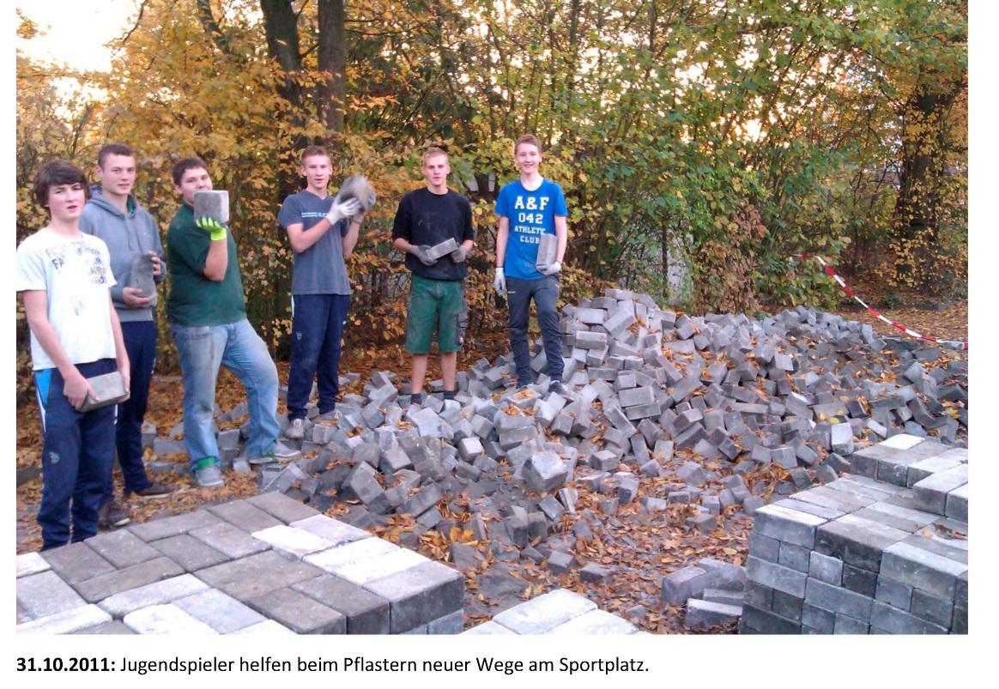 A&F
042
ATHLETIC
CLUB
31.10.2011: Jugendspieler helfen beim Pflastern neuer Wege am Sportplatz.